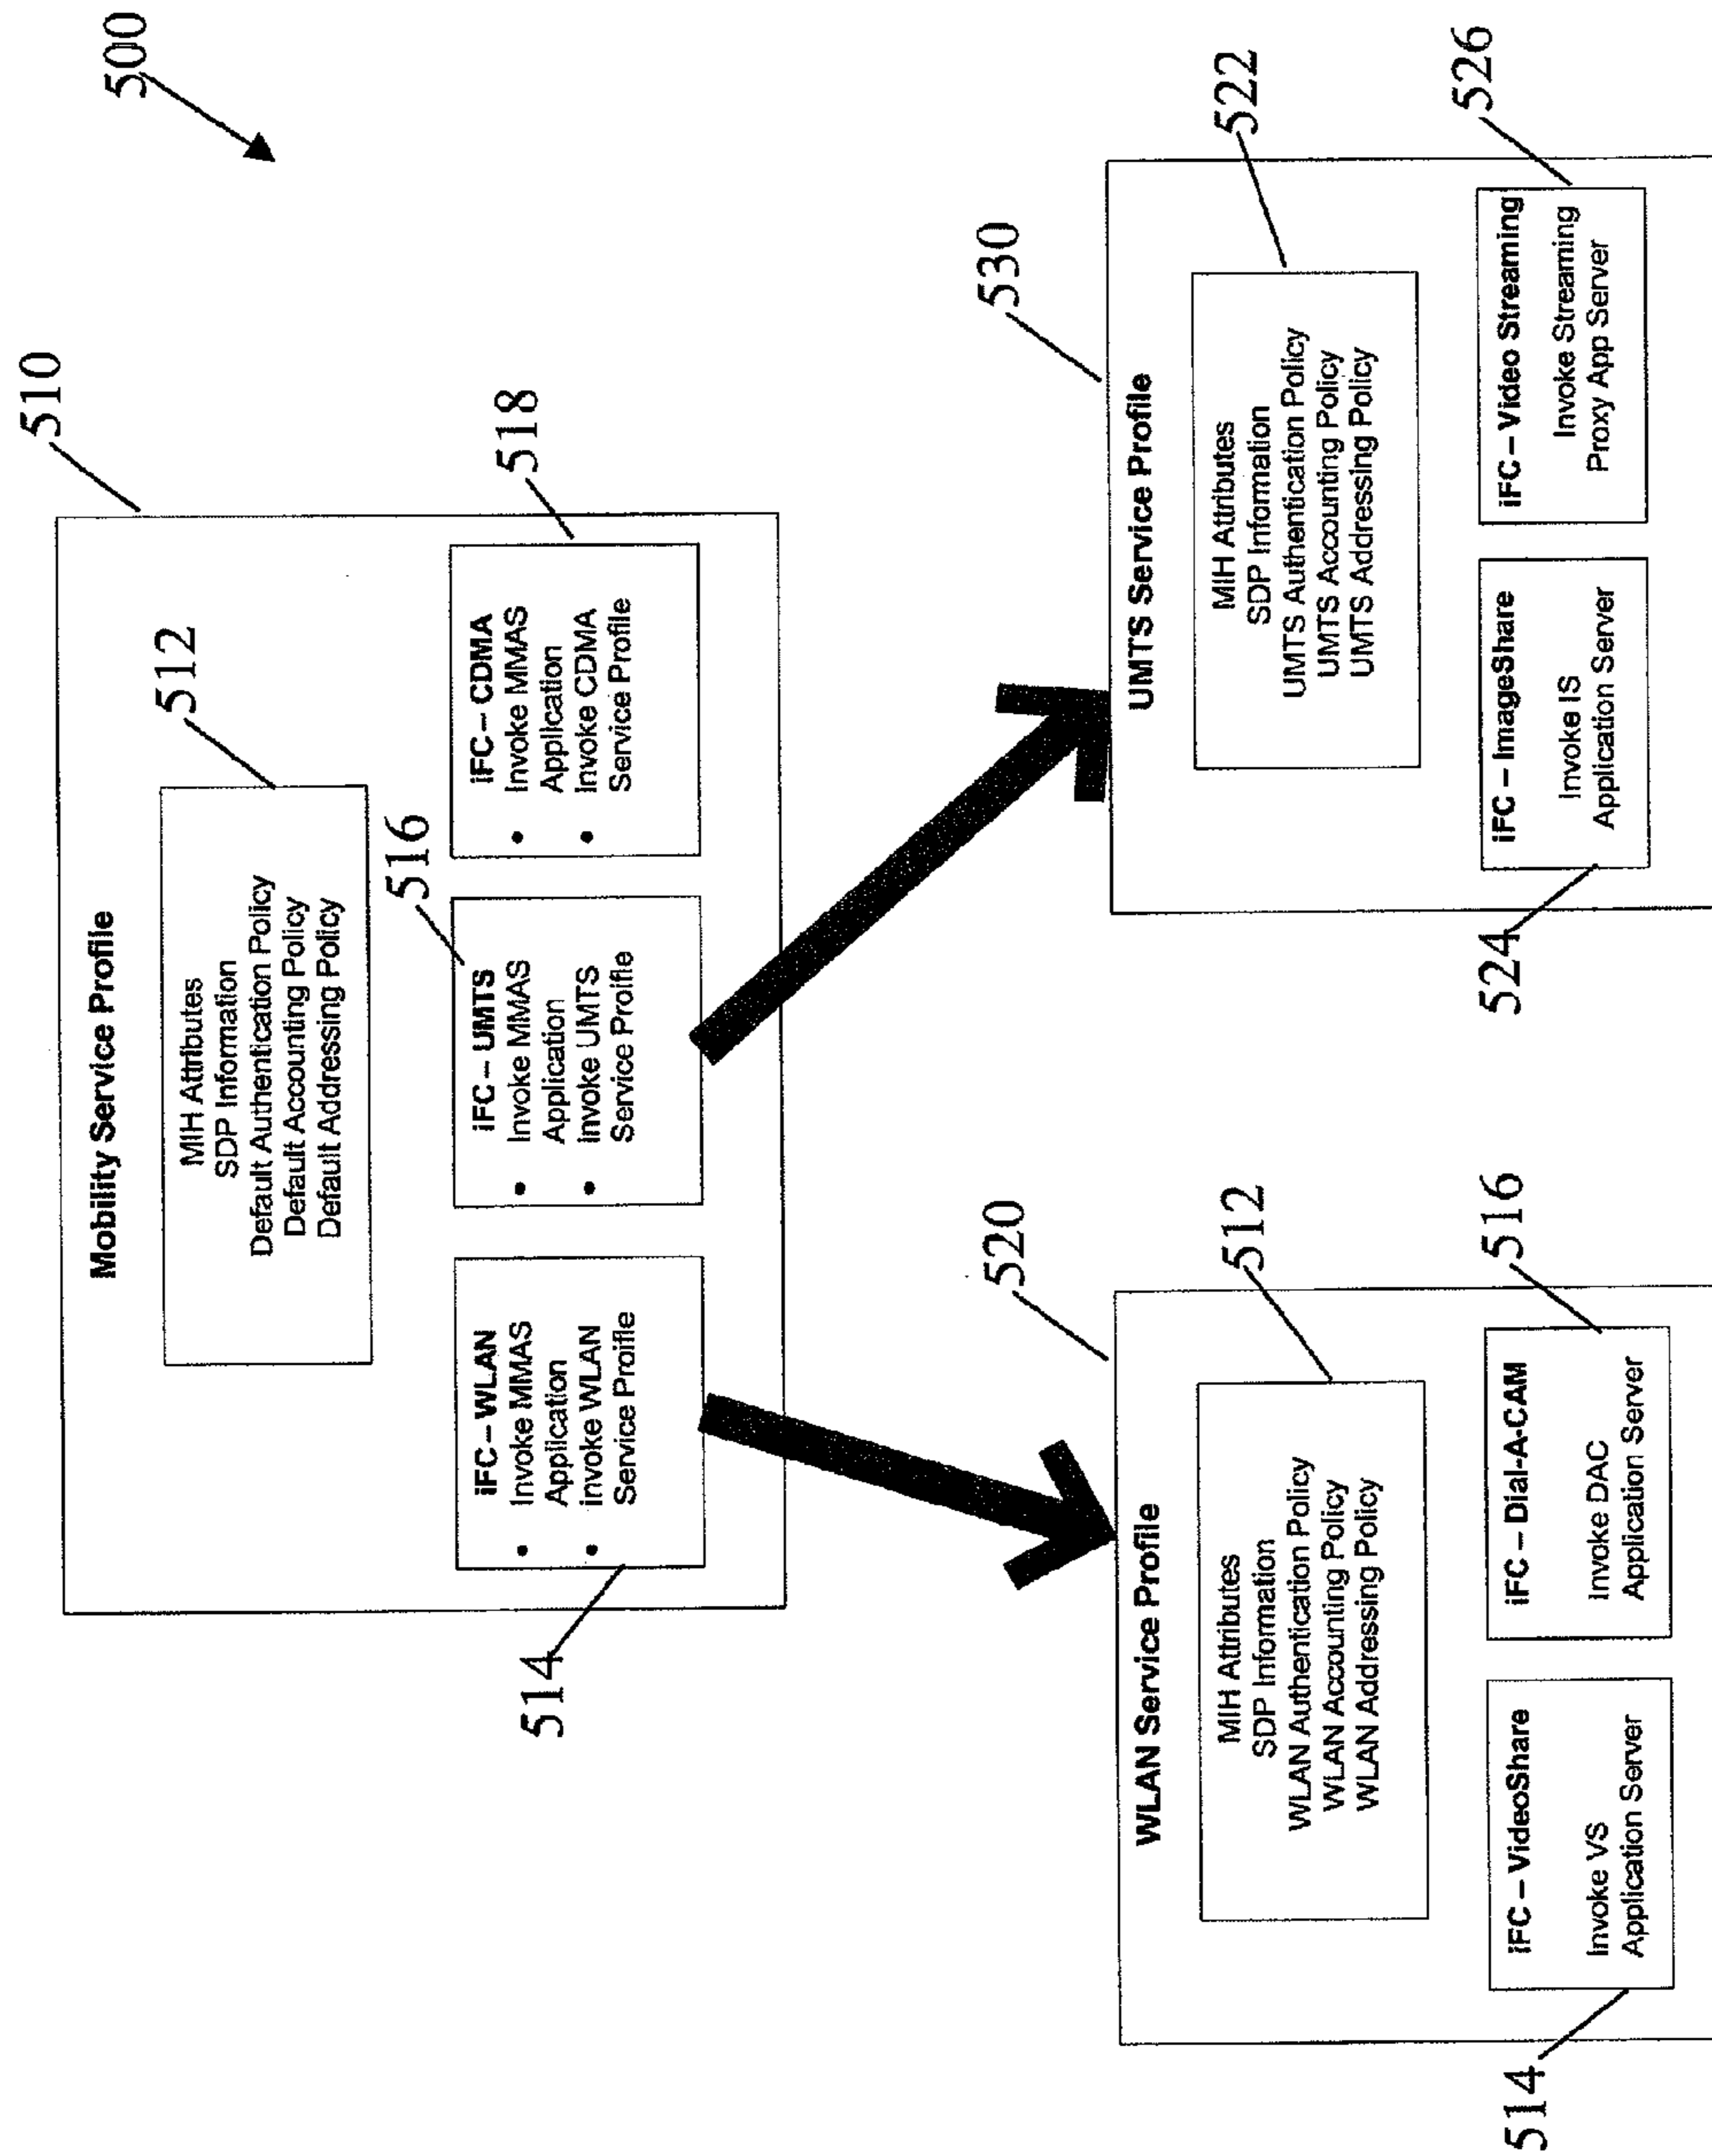 500
510
Mobility Service Profile
512
MIH Attributes
SDP Information
Default Authentication Policy
Default Accounting Policy
Default Addressing Policy
514
iFC – WLAN
• Invoke MMAS
Application
• invoke WLAN
Service Profile
516
iFC – UMTS
• Invoke MMAS
Application
• invoke UMTS
Service Profile
518
iFC – CDMA
• Invoke MMAS
Application
• Invoke CDMA
Service Profile
520
WLAN Service Profile
512
MIH Attributes
SDP Information
WLAN Authentication Policy
WLAN Accounting Policy
WLAN Addressing Policy
514
iFC – VideoShare
Invoke VS
Application Server
516
iFC – Dial-A-CAM
Invoke DAC
Application Server
530
UMTS Service Profile
522
MIH Attributes
SDP Information
UMTS Authentication Policy
UMTS Accounting Policy
UMTS Addressing Policy
524
iFC – ImageShare
Invoke IS
Application Server
526
iFC – Video Streaming
Invoke Streaming
Proxy App Server